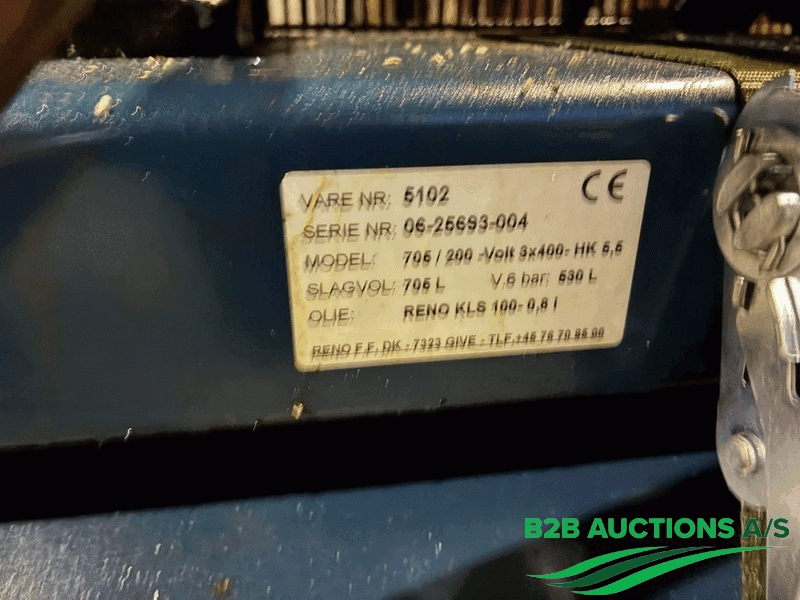 VARE NR: 5102
CE
SERIE NR: 06-25693-004
MODEL: 705 / 200 -Volt 3x400- HK 5,5
SLAGVOL: 705 L V.6 bar: 530 L
OLIE: RENO KLS 100- 0,8 l
RENO F.F. DK - 7323 GIVE - TLF.+45 76 70 95 00
B2B AUCTIONS A/S